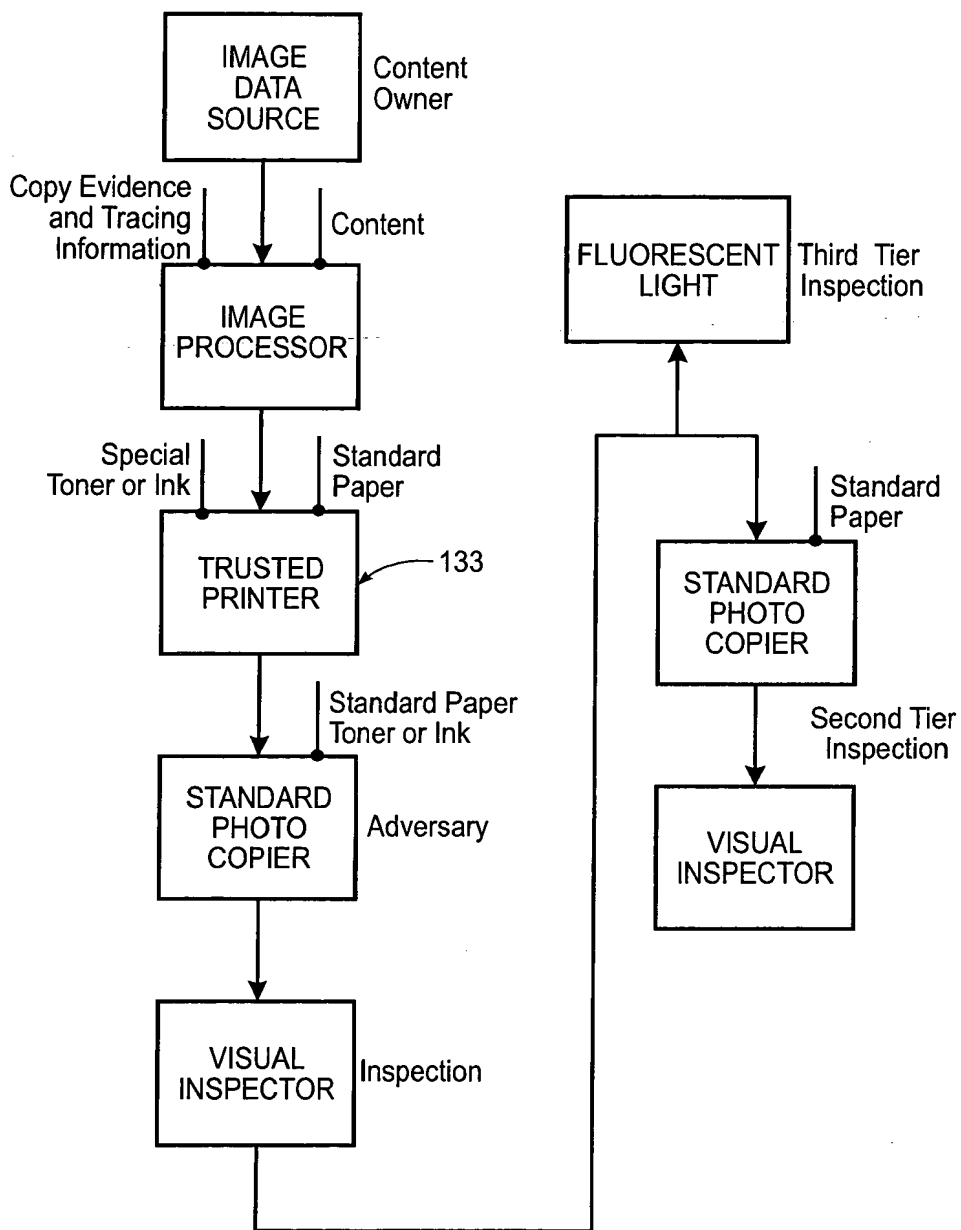 IMAGE
DATA
SOURCE
Content
Owner
Copy Evidence
and Tracing
Information
Content
IMAGE
PROCESSOR
Special
Toner or Ink
Standard
Paper
TRUSTED
PRINTER
133
Standard Paper
Toner or Ink
STANDARD
PHOTO
COPIER
Adversary
VISUAL
INSPECTOR
Inspection
FLUORESCENT
LIGHT
Third Tier
Inspection
Standard
Paper
STANDARD
PHOTO
COPIER
Second Tier
Inspection
VISUAL
INSPECTOR